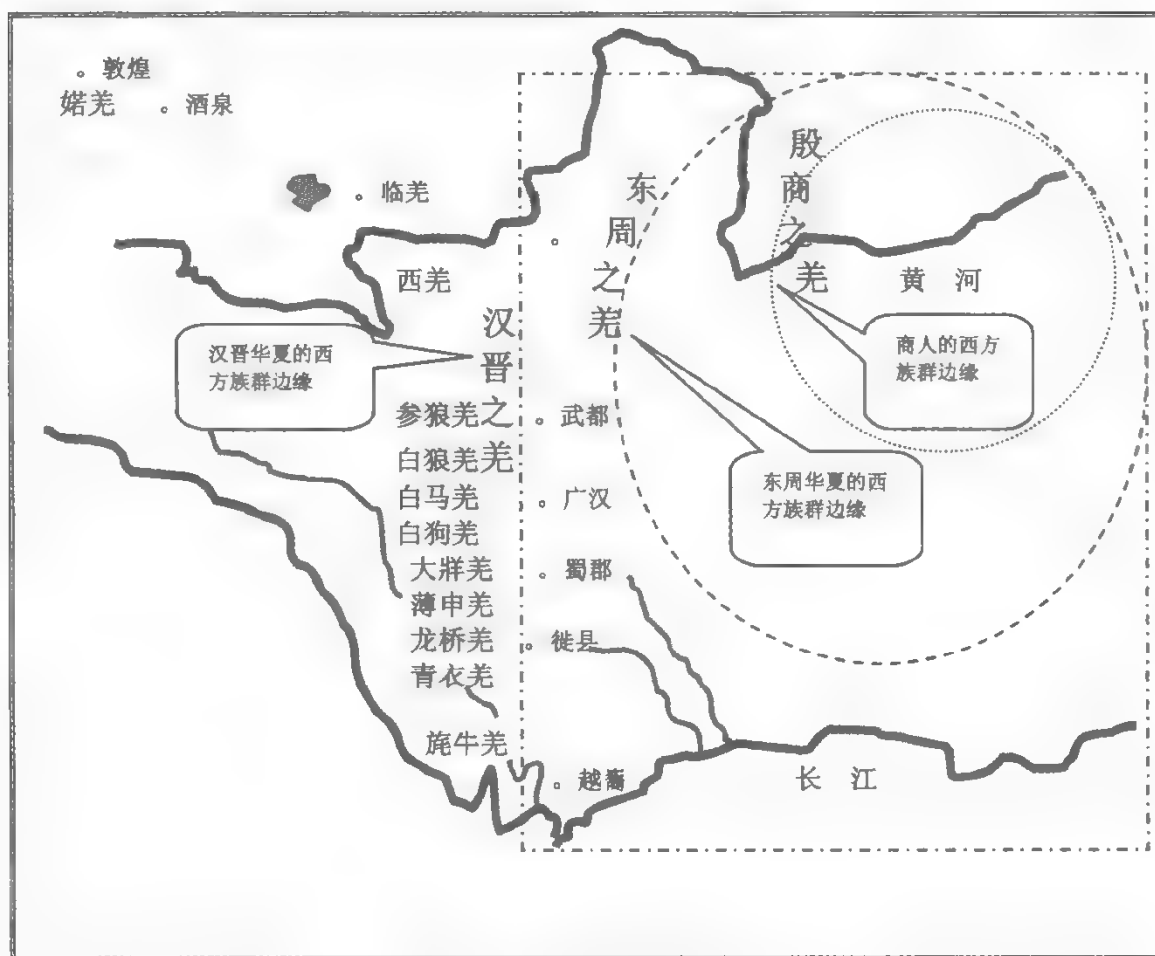 。敦煌
婼羌
。酒泉
。临羌
西羌
殷商之羌
东周之羌
汉晋之羌
黄 河
汉晋华夏的西
方族群边缘
商人的西方
族群边缘
东周华夏的西
方族群边缘
参狼羌
。武都
白狼羌
白马羌
。广汉
白狗羌
大牂羌
。蜀郡
薄申羌
龙桥羌
。徙县
青衣羌
旄牛羌
。越巂
长 江